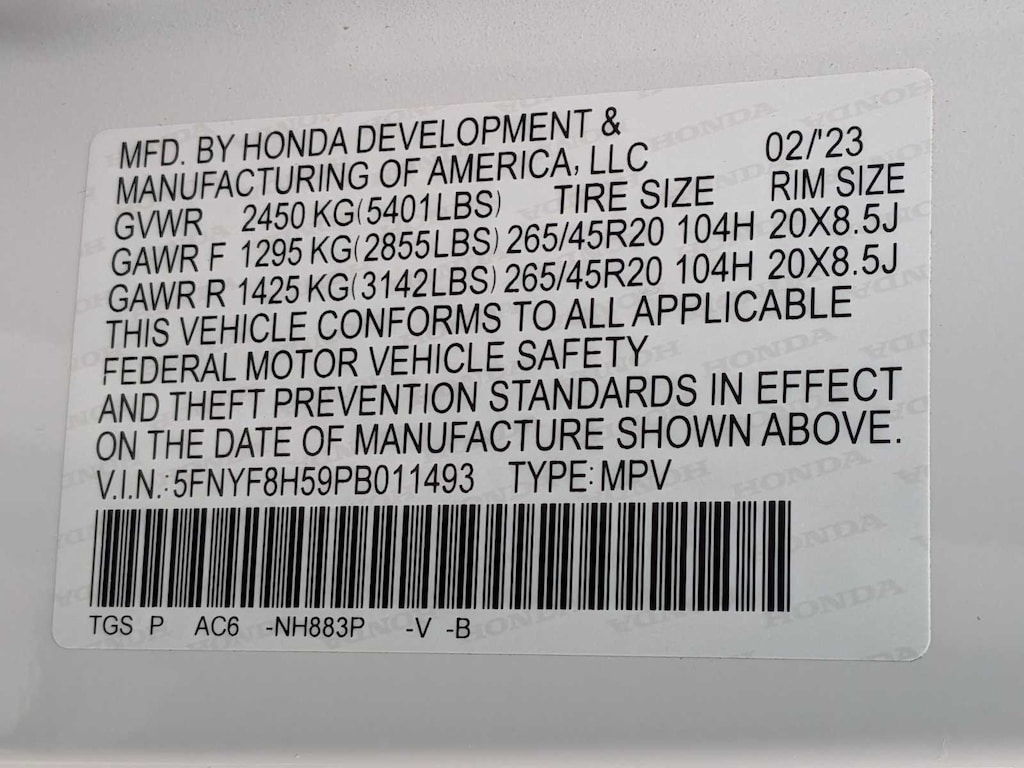 MFD. BY HONDA DEVELOPMENT &
MANUFACTURING OF AMERICA, LLC 02/'23
GVWR 2450 KG(5401LBS) TIRE SIZE RIM SIZE
GAWR F 1295 KG(2855LBS) 265/45R20 104H 20X8.5J
GAWR R 1425 KG(3142LBS) 265/45R20 104H 20X8.5J
THIS VEHICLE CONFORMS TO ALL APPLICABLE
FEDERAL MOTOR VEHICLE SAFETY
AND THEFT PREVENTION STANDARDS IN EFFECT
ON THE DATE OF MANUFACTURE SHOWN ABOVE.
V.I.N.:5FNYF8H59PB011493 TYPE: MPV
TGS P AC6 -NH883P -V -B